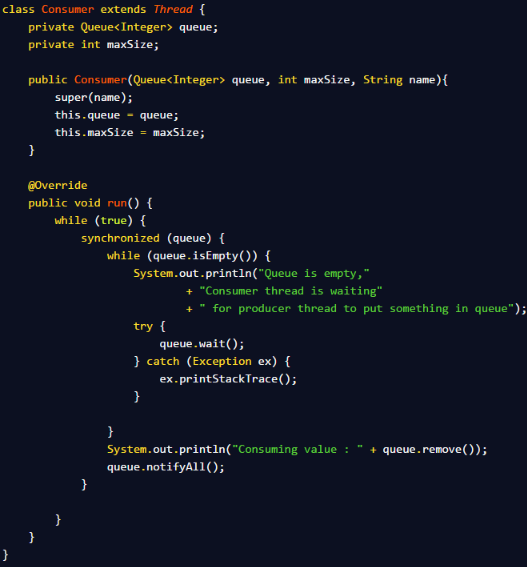 class Consumer extends Thread {
    private Queue<Integer> queue;
    private int maxSize;

    public Consumer(Queue<Integer> queue, int maxSize, String name){
        super(name);
        this.queue = queue;
        this.maxSize = maxSize;
    }

    @Override
    public void run() {
        while (true) {
            synchronized (queue) {
                while (queue.isEmpty()) {
                    System.out.println("Queue is empty,"
                            + "Consumer thread is waiting"
                            + " for producer thread to put something in queue");
                    try {
                        queue.wait();
                    } catch (Exception ex) {
                        ex.printStackTrace();
                    }

                }
                System.out.println("Consuming value : " + queue.remove());
                queue.notifyAll();
            }

        }
    }
}